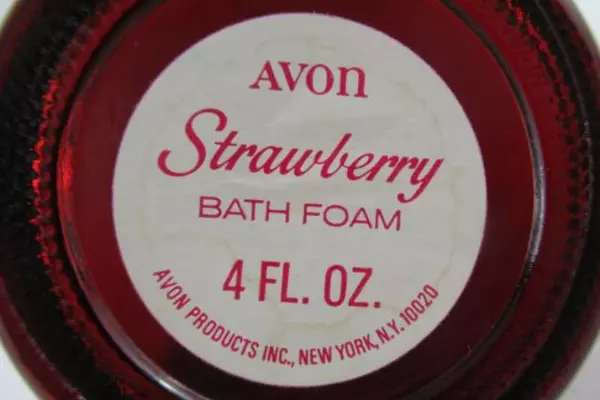 AVON
Strawberry
BATH FOAM
4 FL. OZ.
AVON PRODUCTS INC., NEW YORK, N.Y. 10020